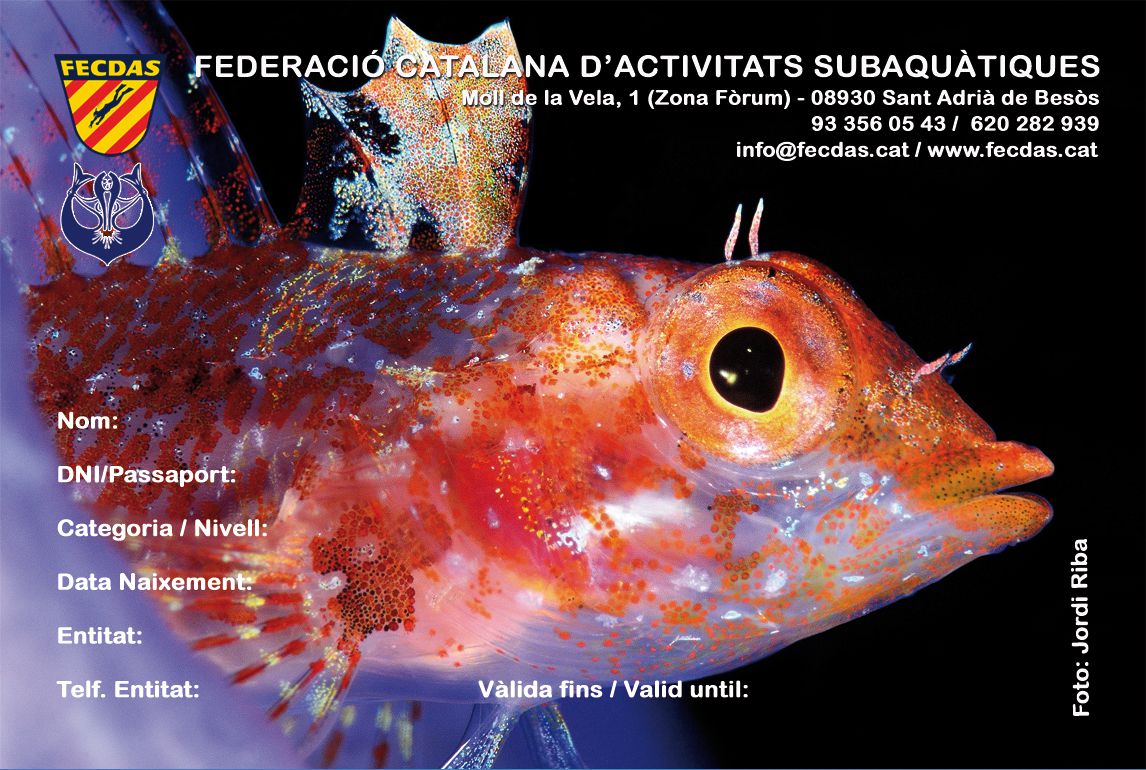 FECDAS
FEDERACIÓ CATALANA D’ACTIVITATS SUBAQUÀTIQUES
Moll de la Vela, 1 (Zona Fòrum) - 08930 Sant Adrià de Besòs
93 356 05 43 / 620 282 939
info@fecdas.cat / www.fecdas.cat
Nom:
DNI/Passaport:
Categoria / Nivell:
Data Naixement:
Entitat:
Telf. Entitat:
Vàlida fins / Valid until:
Foto: Jordi Riba